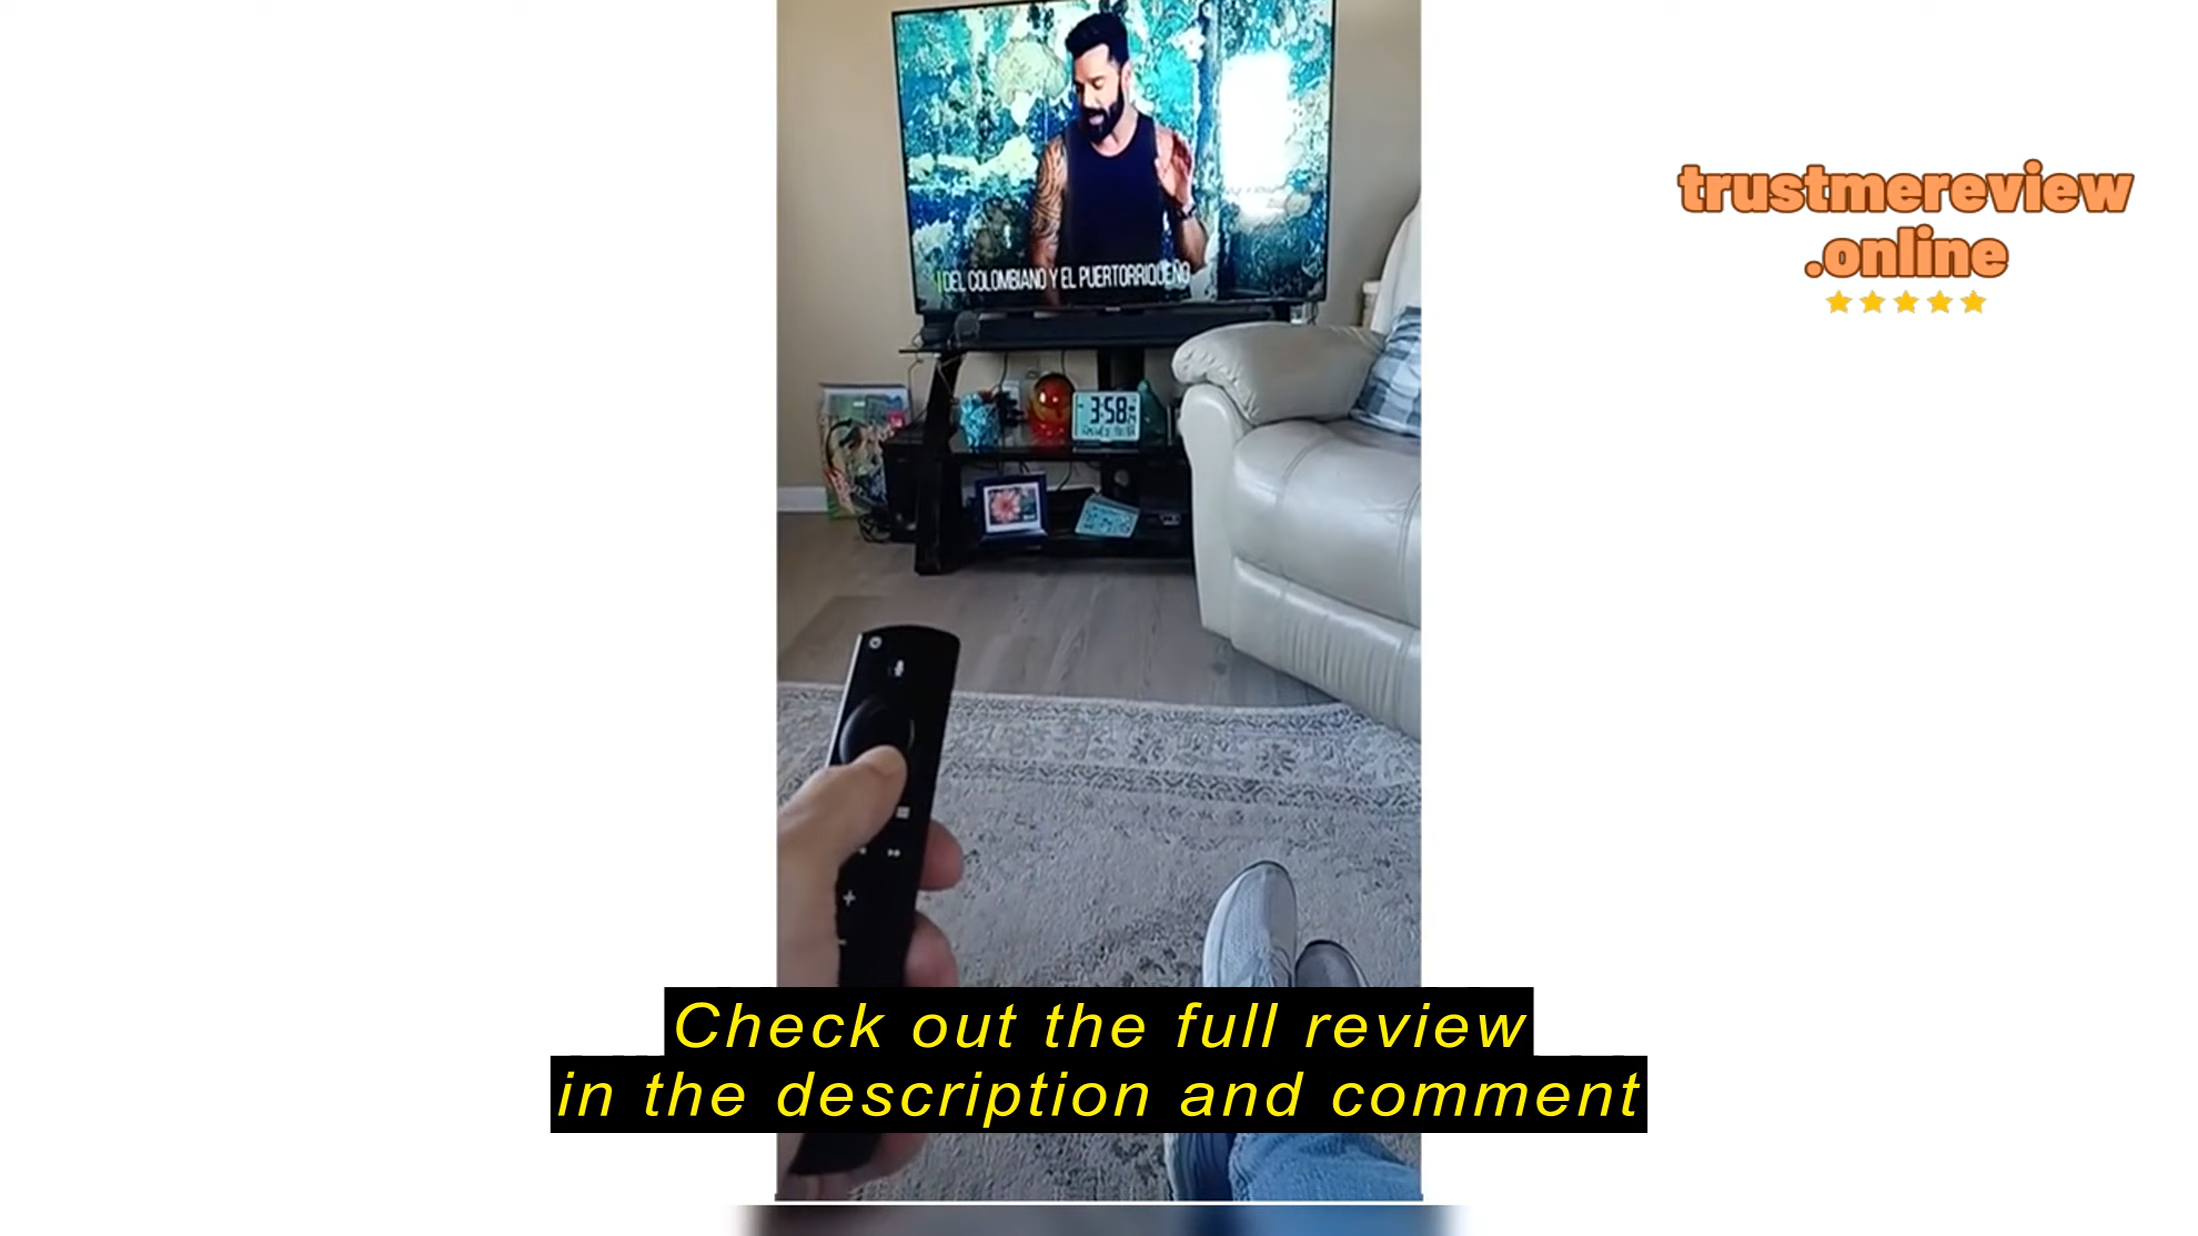 trustmereview
.online
DEL COLOMBIANO Y EL PUERTORRIQUEÑO
3:58
Check out the full review
in the description and comment